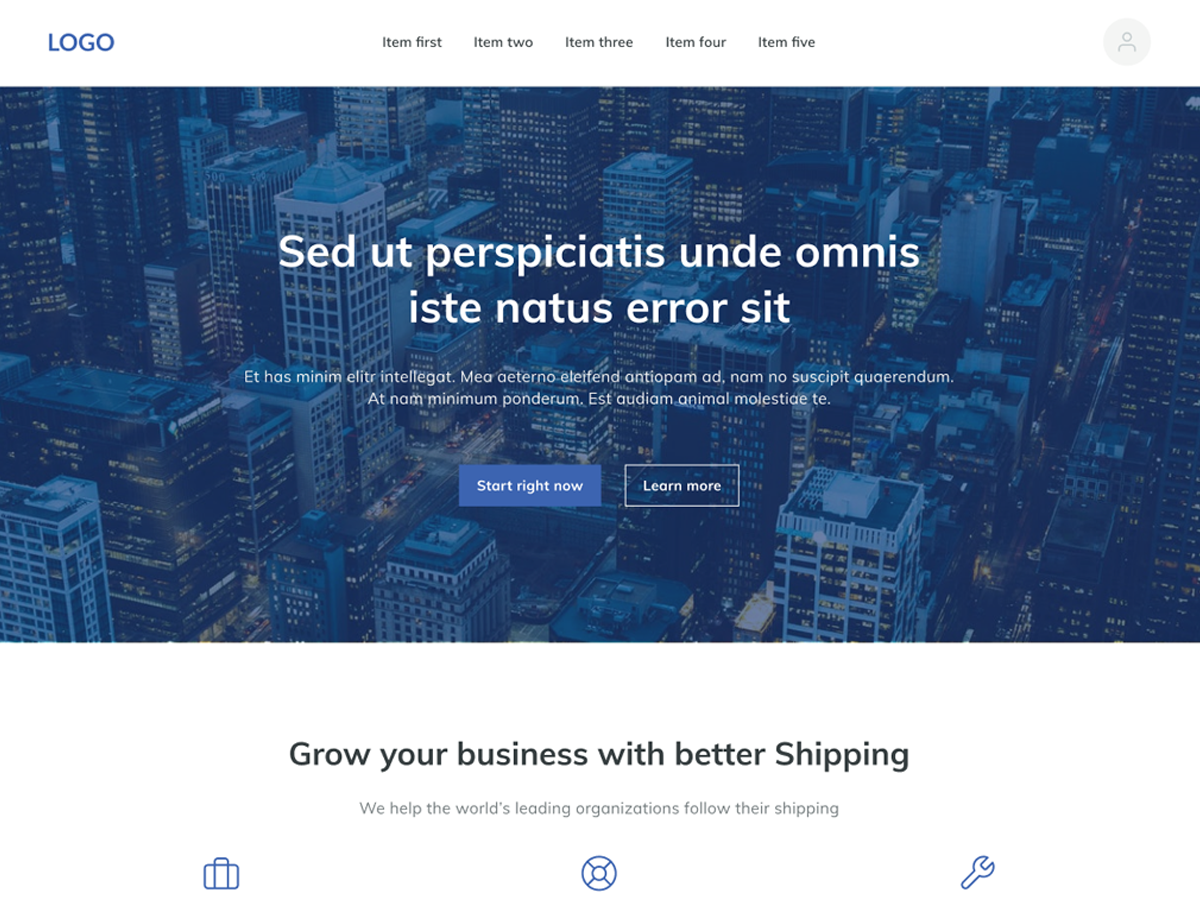 LOGO
Item first
Item two
Item three
Item four
Item five
Sed ut perspiciatis unde omnis
iste natus error sit
Et has minim elitr intellegat. Mea aeterno eleifend antiopam ad, nam no suscipit quaerendum.
At nam minimum ponderum. Est audiam animal molestiae te.
Start right now
Learn more
Grow your business with better Shipping
We help the world’s leading organizations follow their shipping